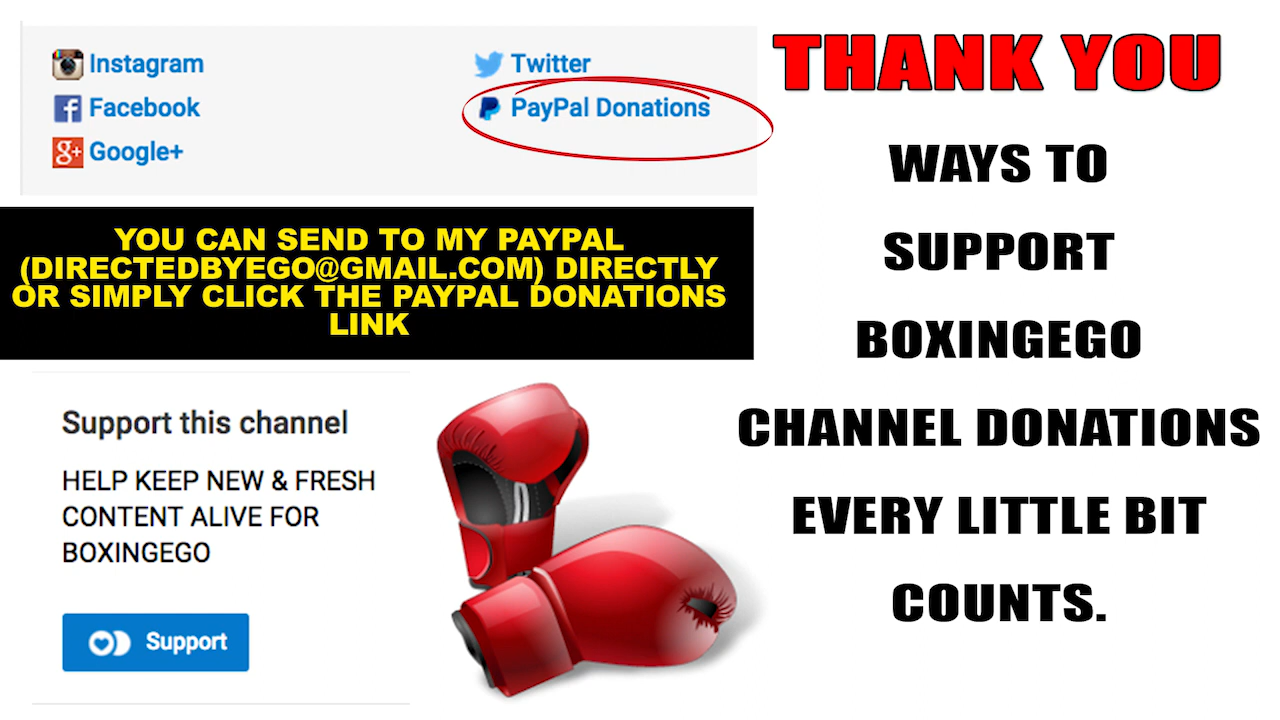 Instagram
Twitter
Facebook
PayPal Donations
Google+
YOU CAN SEND TO MY PAYPAL
(DIRECTEDBYEGO@GMAIL.COM) DIRECTLY
OR SIMPLY CLICK THE PAYPAL DONATIONS
LINK
Support this channel
HELP KEEP NEW & FRESH
CONTENT ALIVE FOR
BOXINGEGO
Support
THANK YOU
WAYS TO
SUPPORT
BOXINGEGO
CHANNEL DONATIONS
EVERY LITTLE BIT
COUNTS.